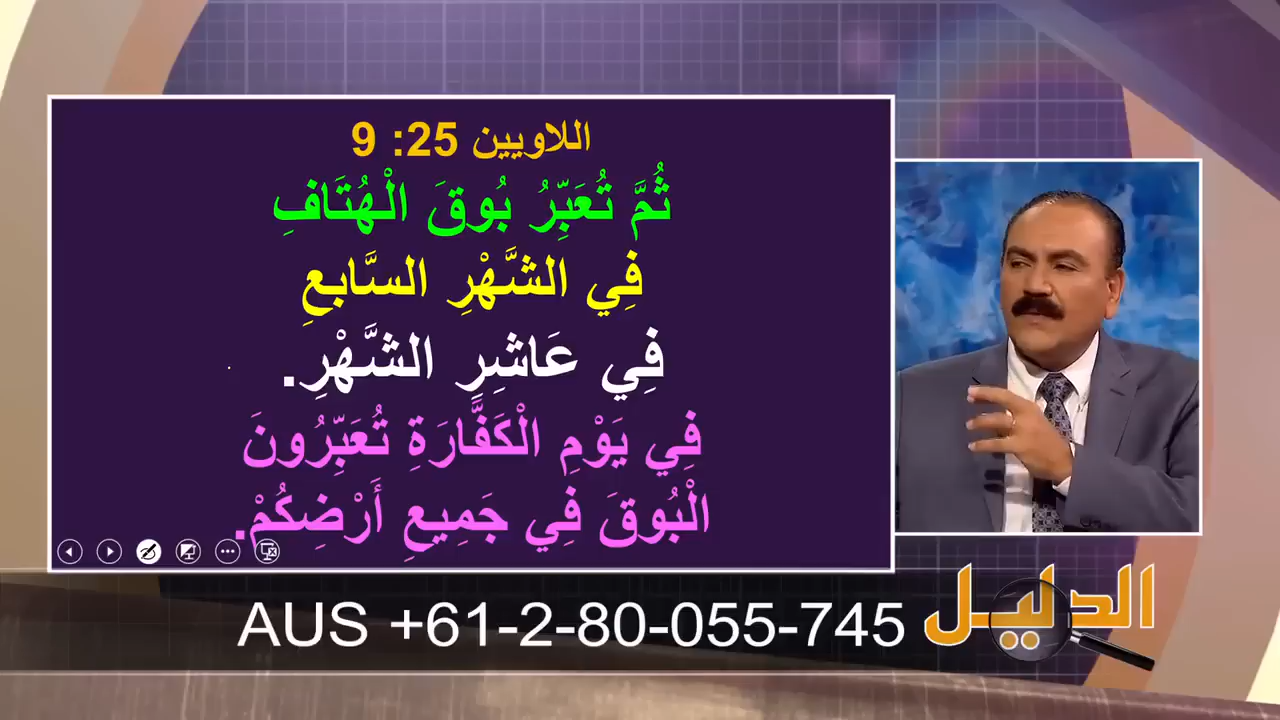 اللاويين 25: 9
ثُمَّ تُعَبِّرُ بُوقَ الْهُتَافِ
فِي الشَّهْرِ السَّابعِ
فِي عَاشِرِ الشَّهْرِ.
فِي يَوْمِ الْكَفَّارَةِ تُعَبِّرُونَ
الْبُوقَ فِي جَمِيعِ أَرْضِكُمْ.
الدليل
AUS +61-2-80-055-745